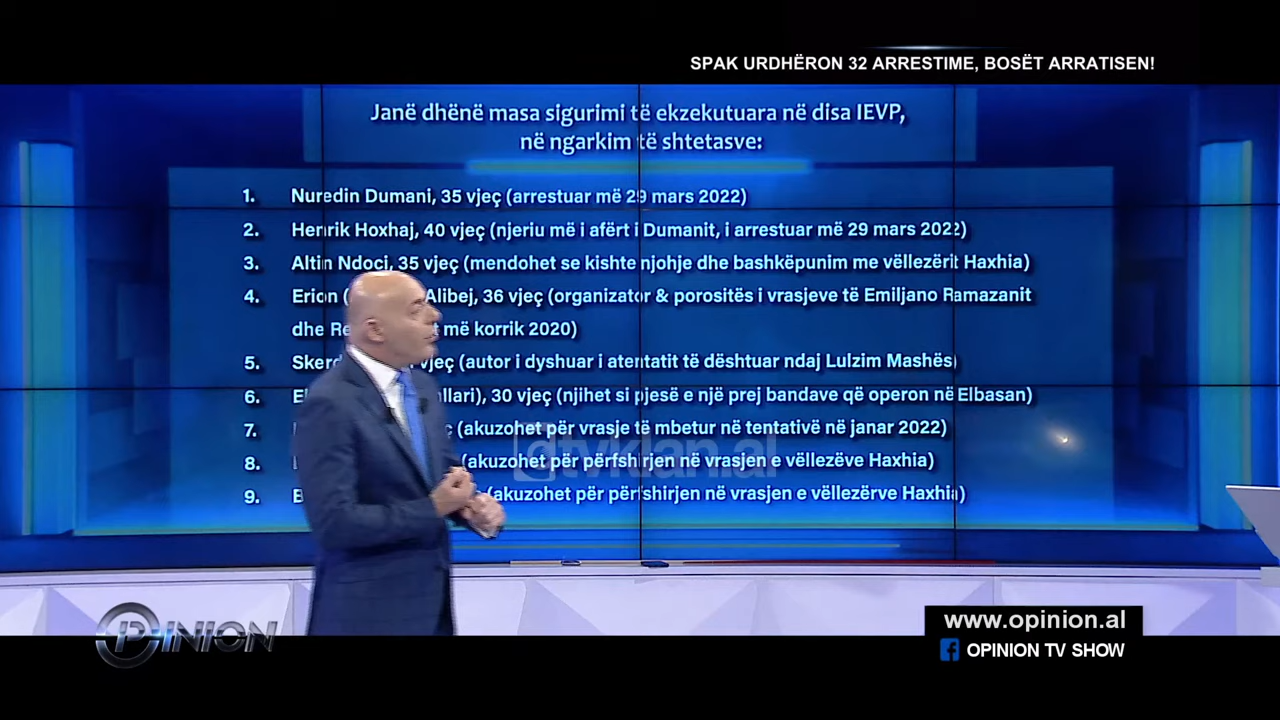 SPAK URDHËRON 32 ARRESTIME, BOSËT ARRATISEN!
Janë dhënë masa sigurimi të ekzekutuara në disa IEVP,
në ngarkim të shtetasve:
1. Nuredin Dumani, 35 vjeç (arrestuar më 29 mars 2022)
2. Henrik Hoxhaj, 40 vjeç (njeriu më i afërt i Dumanit, i arrestuar më 29 mars 2022)
3. Altin Ndoci, 35 vjeç (mendohet se kishte njohje dhe bashkëpunim me vëllezërit Haxhia)
4. Erion Alibej, 36 vjeç (organizator & porositës i vrasjeve të Emiljano Ramazanit
dhe më korrik 2020)
5. vjeç (autor i dyshuar i atentatit të dështuar ndaj Lulzim Mashës)
6. 30 vjeç (njihet si pjesë e një prej bandave që operon në Elbasan)
7. (akuzohet për vrasje të mbetur në tentativë në janar 2022)
8. (akuzohet për përfshirjen në vrasjen e vëllezëve Haxhia)
9. (akuzohet për përfshirjen në vrasjen e vëllezërve Haxhia)
dtvklan.al
OPINION
www.opinion.al
OPINION TV SHOW